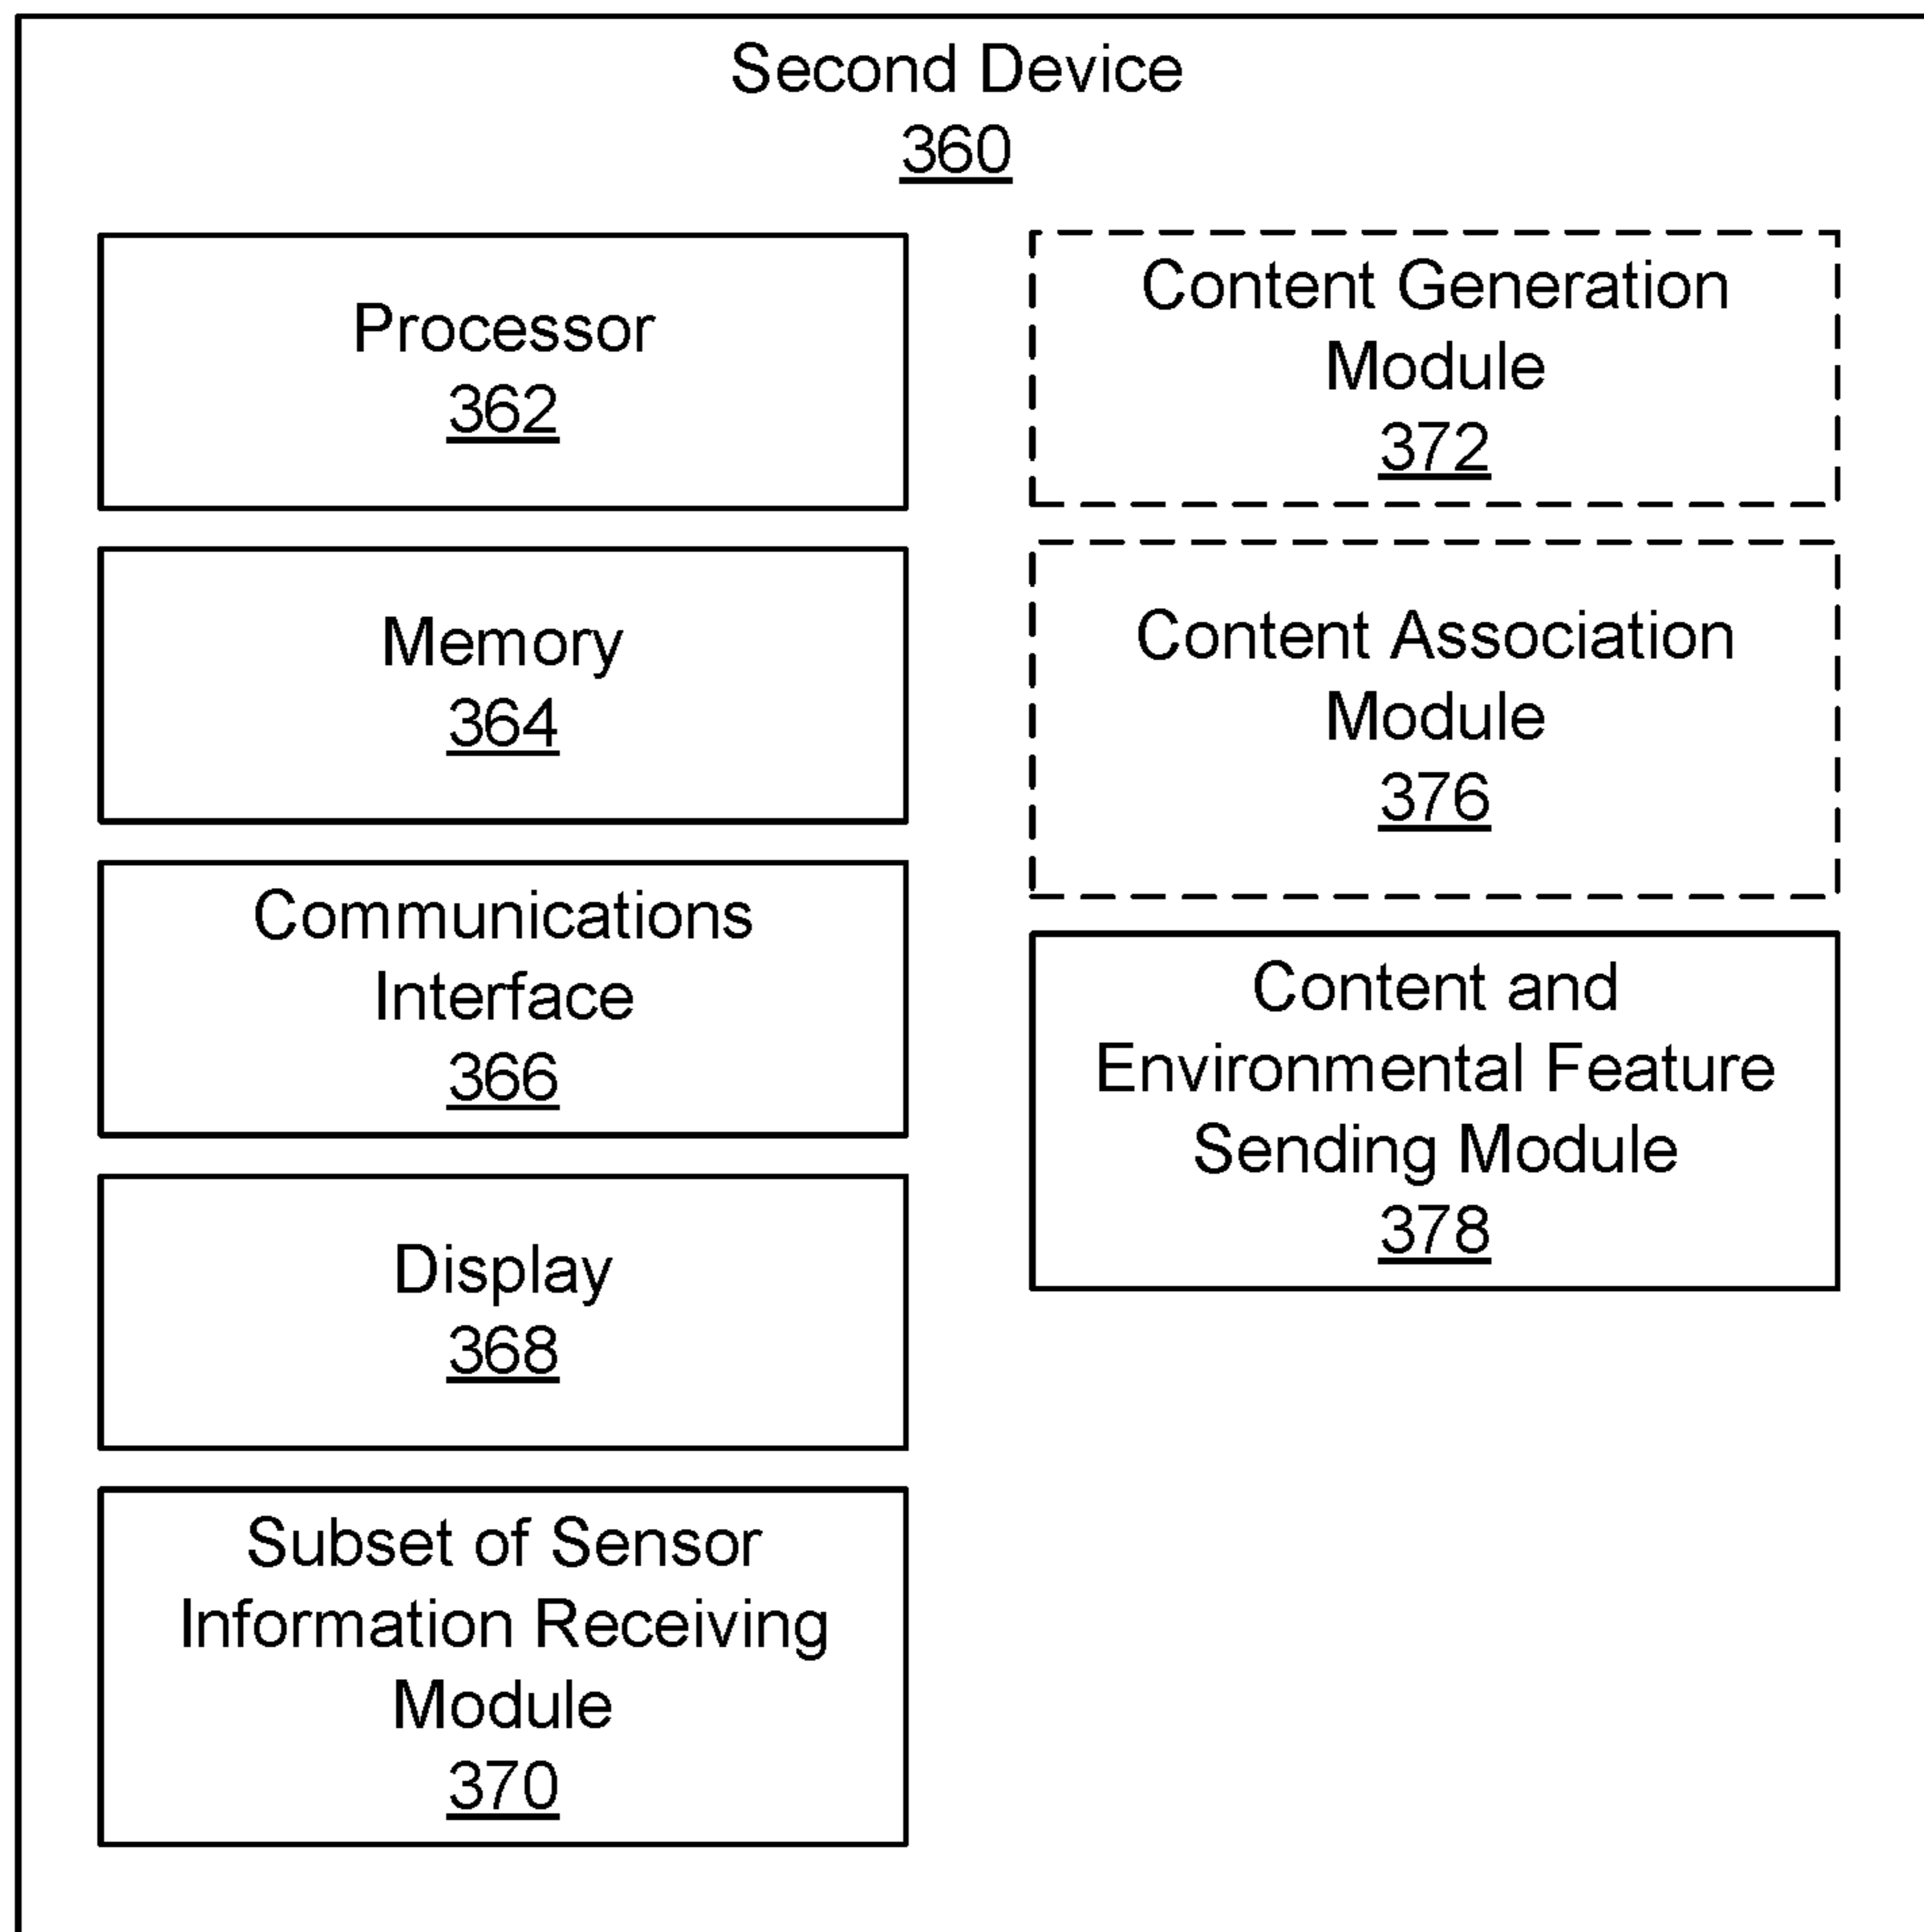 Second Device
360
Processor
362
Memory
364
Communications
Interface
366
Display
368
Subset of Sensor
Information Receiving
Module
370
Content Generation
Module
372
Content Association
Module
376
Content and
Environmental Feature
Sending Module
378